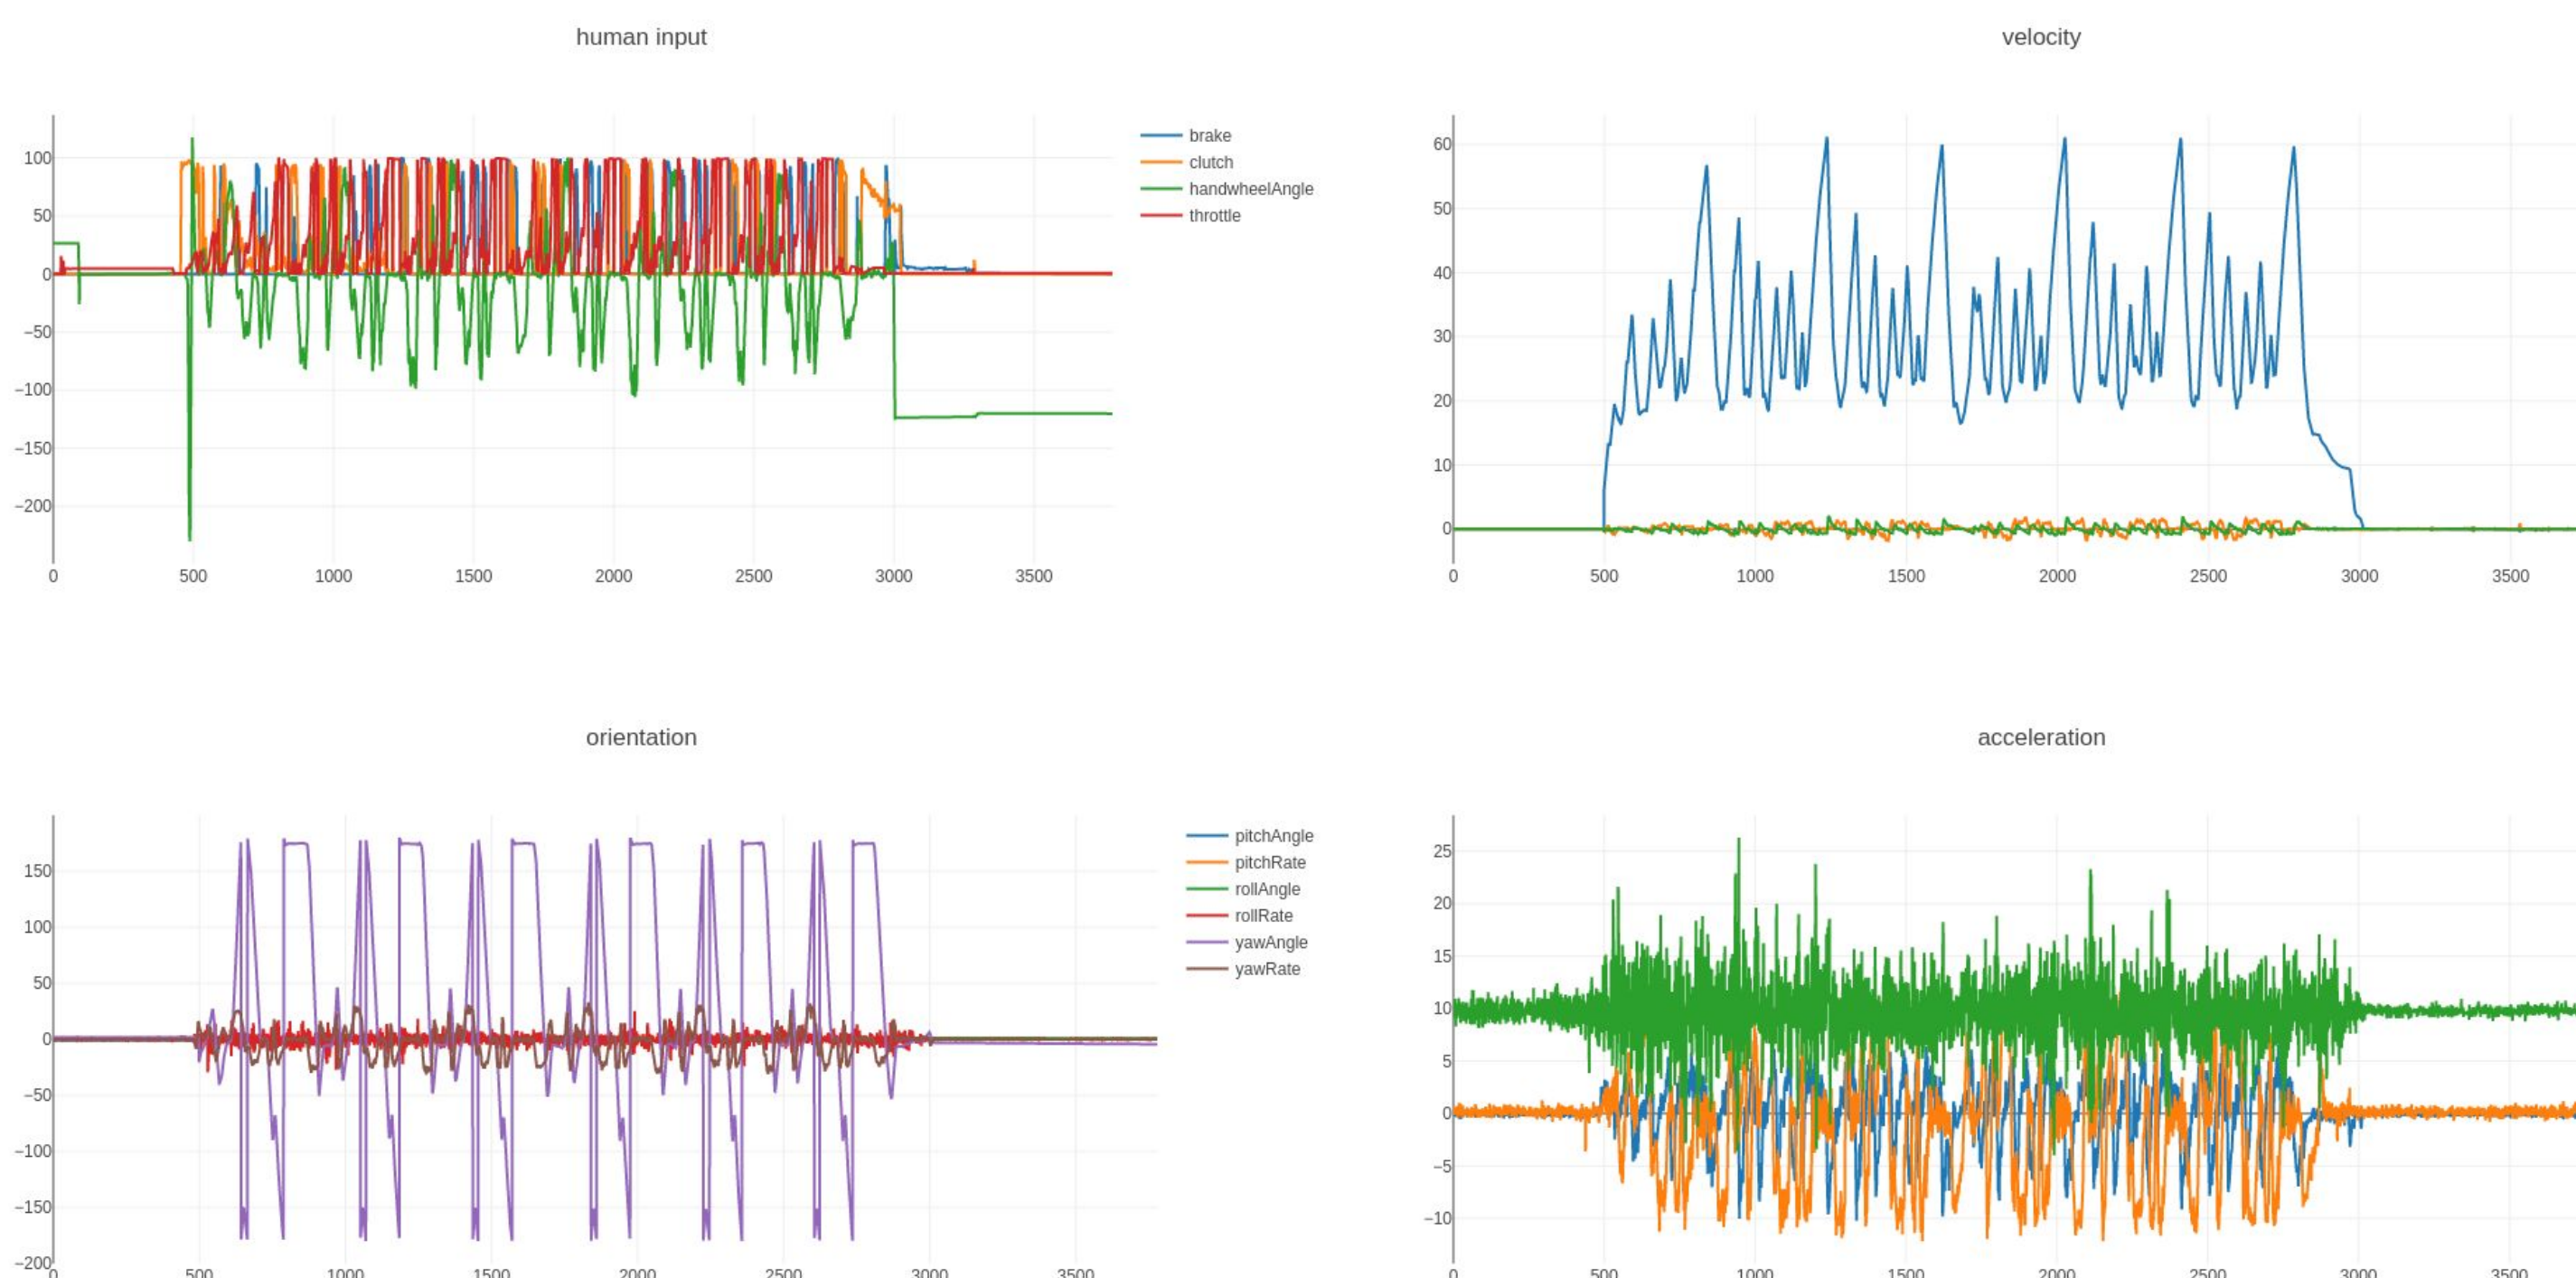 human input
100
50
0
−50
−100
−150
−200
0 500 1000 1500 2000 2500 3000 3500
brake
clutch
handwheelAngle
throttle
velocity
60
50
40
30
20
10
0
0 500 1000 1500 2000 2500 3000 3500
orientation
150
100
50
0
−50
−100
−150
−200
0 500 1000 1500 2000 2500 3000 3500
pitchAngle
pitchRate
rollAngle
rollRate
yawAngle
yawRate
acceleration
25
20
15
10
5
0
−5
−10
0 500 1000 1500 2000 2500 3000 3500